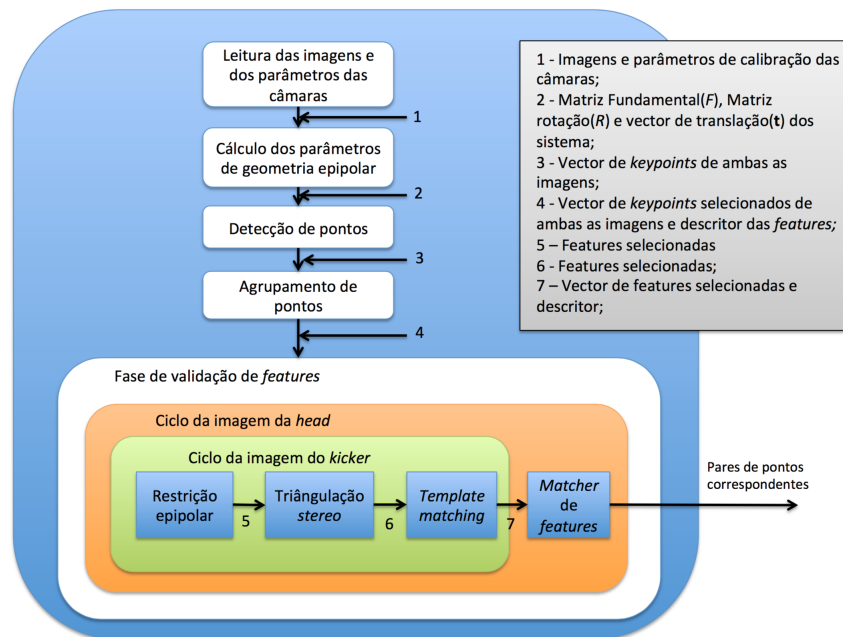 Leitura das imagens e
dos parâmetros das
câmaras
1
Cálculo dos parâmetros
de geometria epipolar
2
Detecção de pontos
3
Agrupamento de
pontos
4
1 - Imagens e parâmetros de calibração das
câmaras;
2 - Matriz Fundamental(F), Matriz
rotação(R) e vector de translação(t) dos
sistema;
3 - Vector de keypoints de ambas as
imagens;
4 - Vector de keypoints selecionados de
ambas as imagens e descritor das features;
5 – Features selecionadas
6 - Features selecionadas;
7 – Vector de features selecionadas e
descritor;
Fase de validação de features
Ciclo da imagem da head
Ciclo da imagem do kicker
Restrição
epipolar
5
Triângulação
stereo
6
Template
matching
7
Matcher
de
features
Pares de pontos
correspondentes